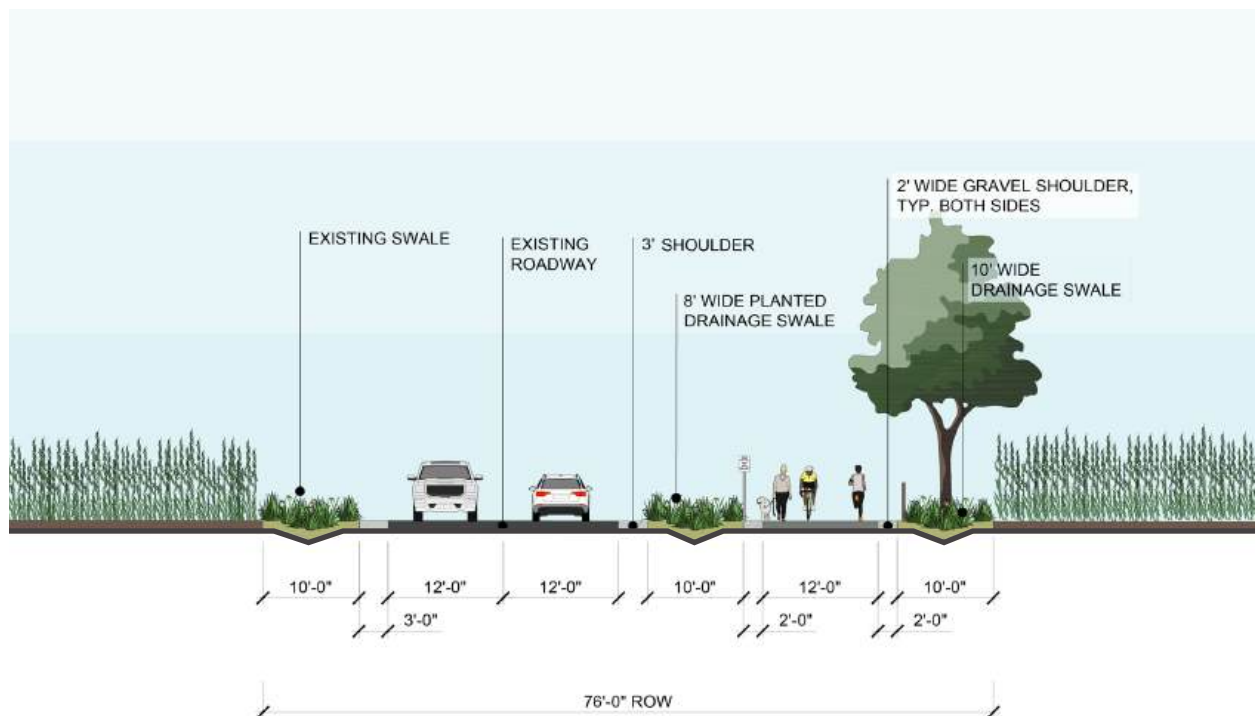 2' WIDE GRAVEL SHOULDER,
TYP. BOTH SIDES
EXISTING SWALE
EXISTING
ROADWAY
3' SHOULDER
10' WIDE
DRAINAGE SWALE
8' WIDE PLANTED
DRAINAGE SWALE
10'-0"
12'-0"
12'-0"
10'-0"
12'-0"
10'-0"
3'-0"
2'-0"
2'-0"
76'-0" ROW